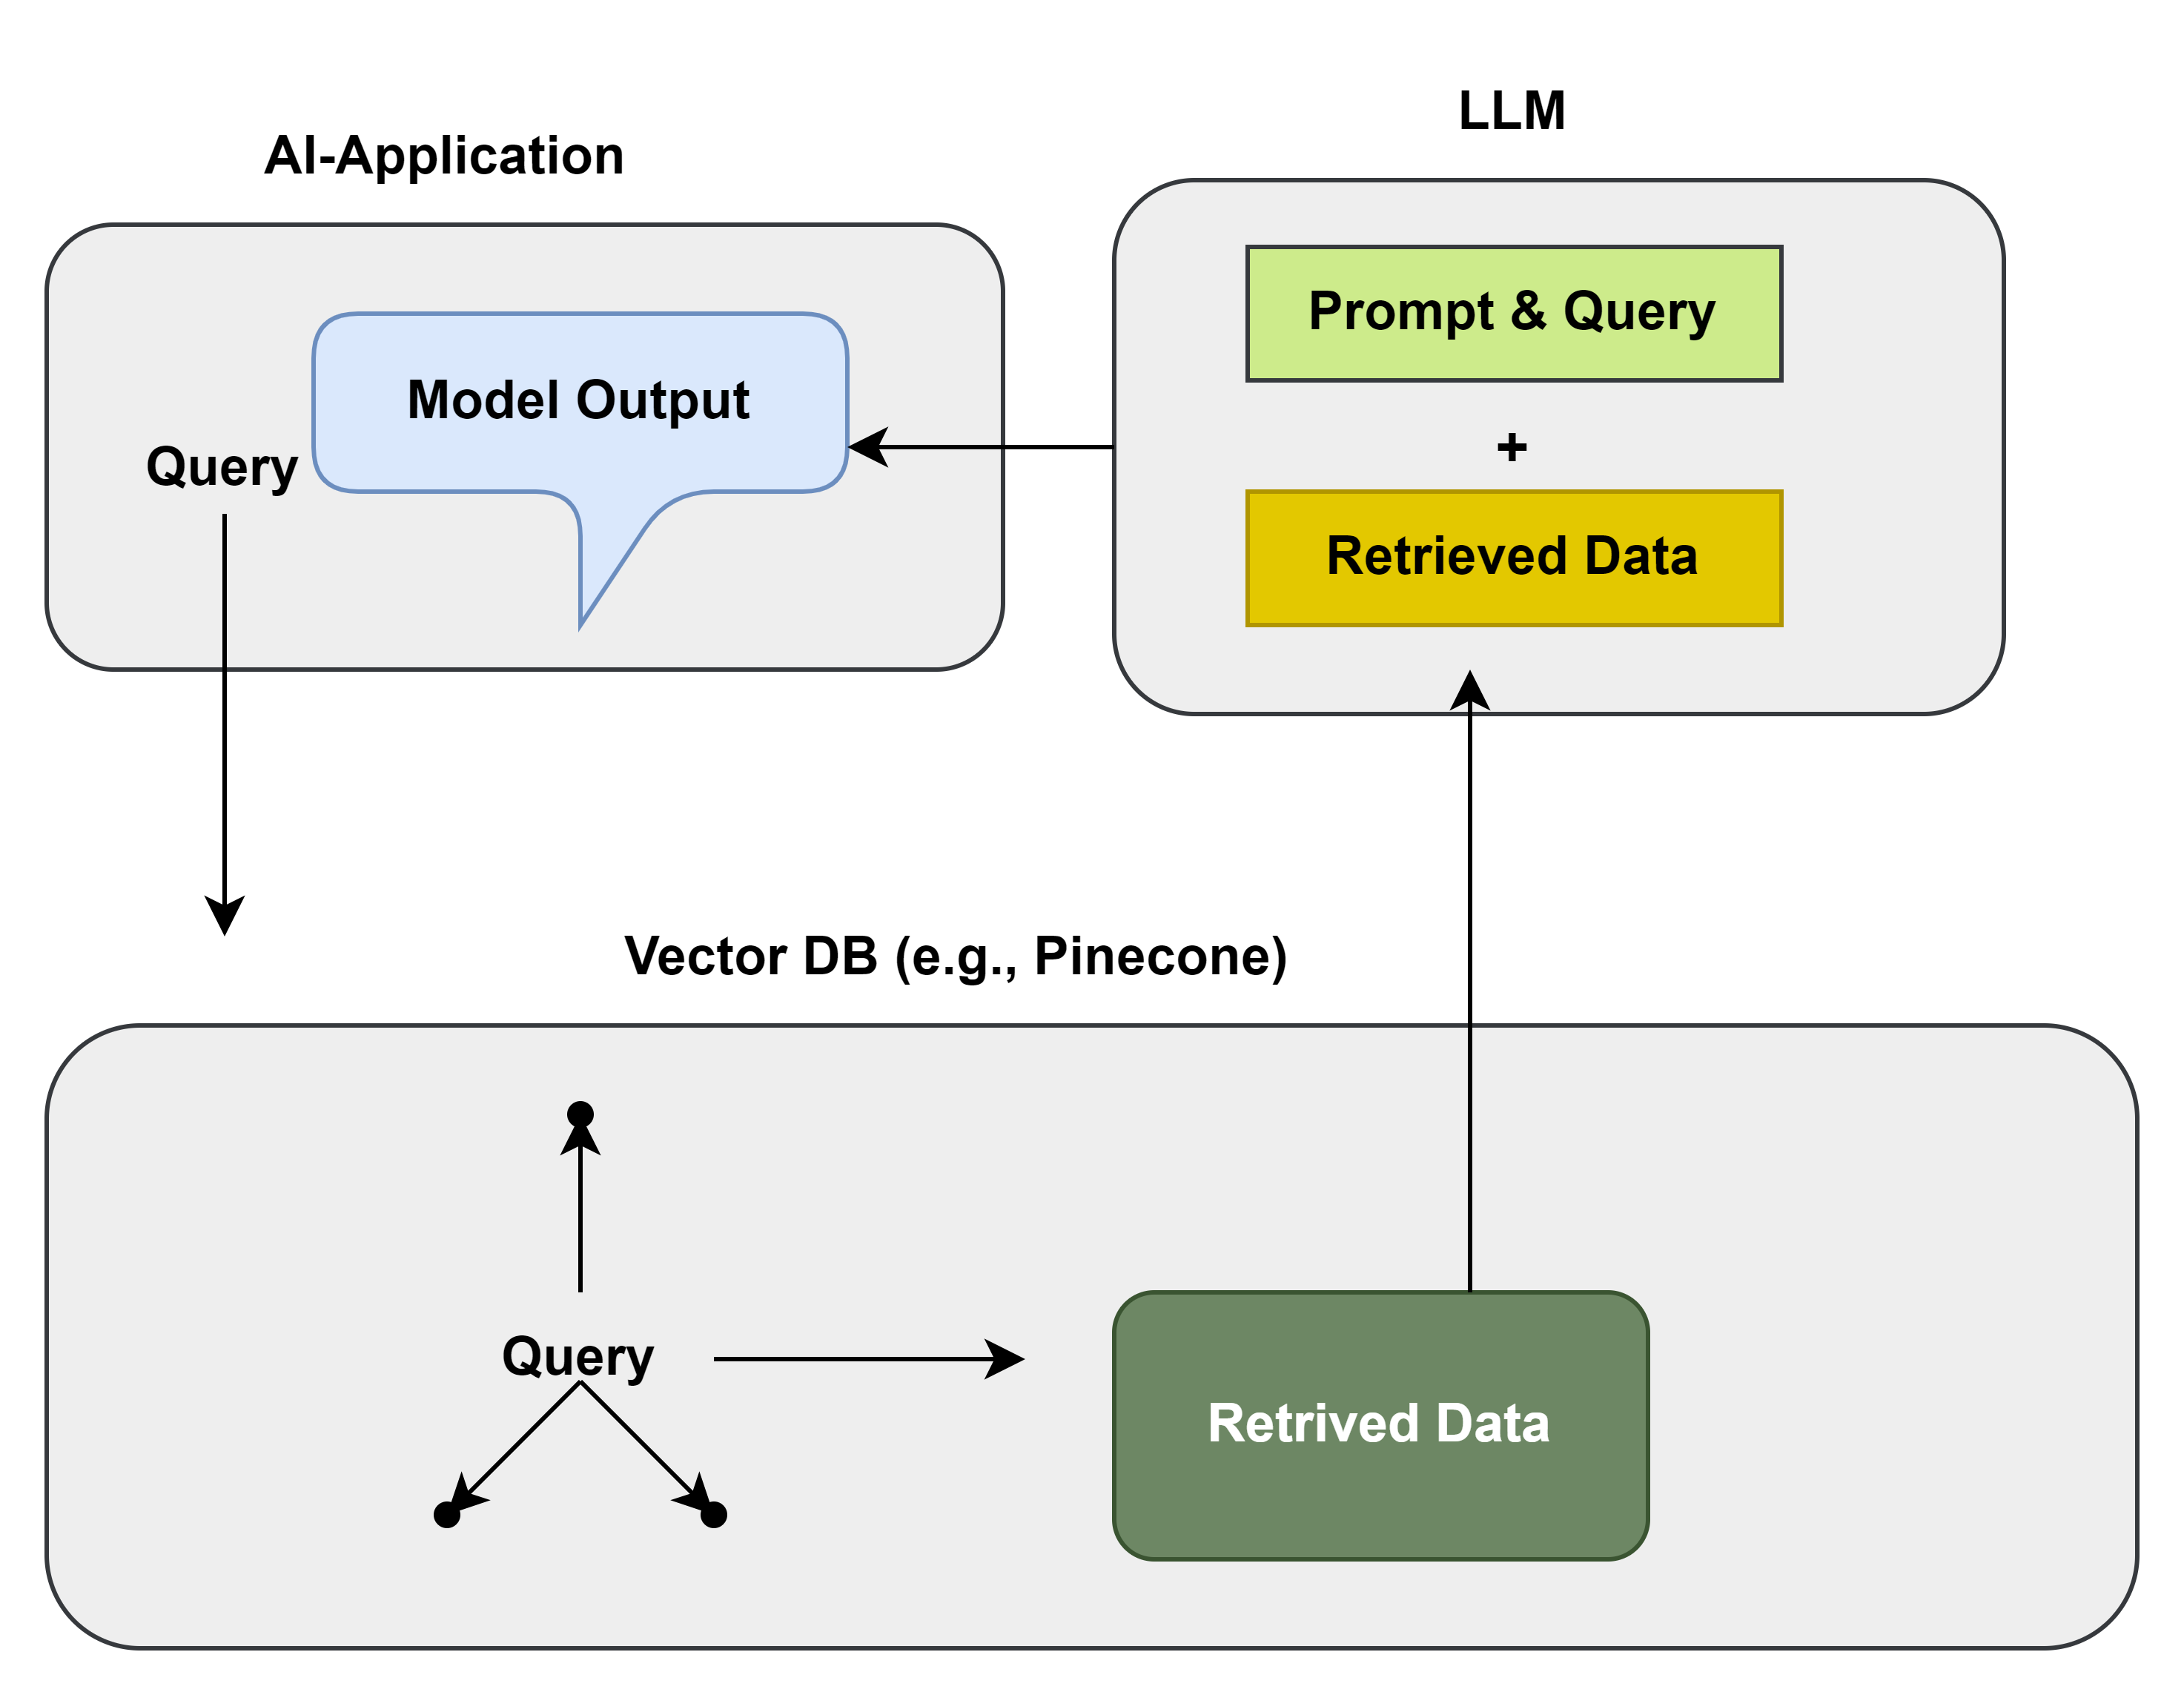 LLM
AI-Application
Prompt & Query
Model Output
+
Query
Retrieved Data
Vector DB (e.g., Pinecone)
Query
Retrived Data